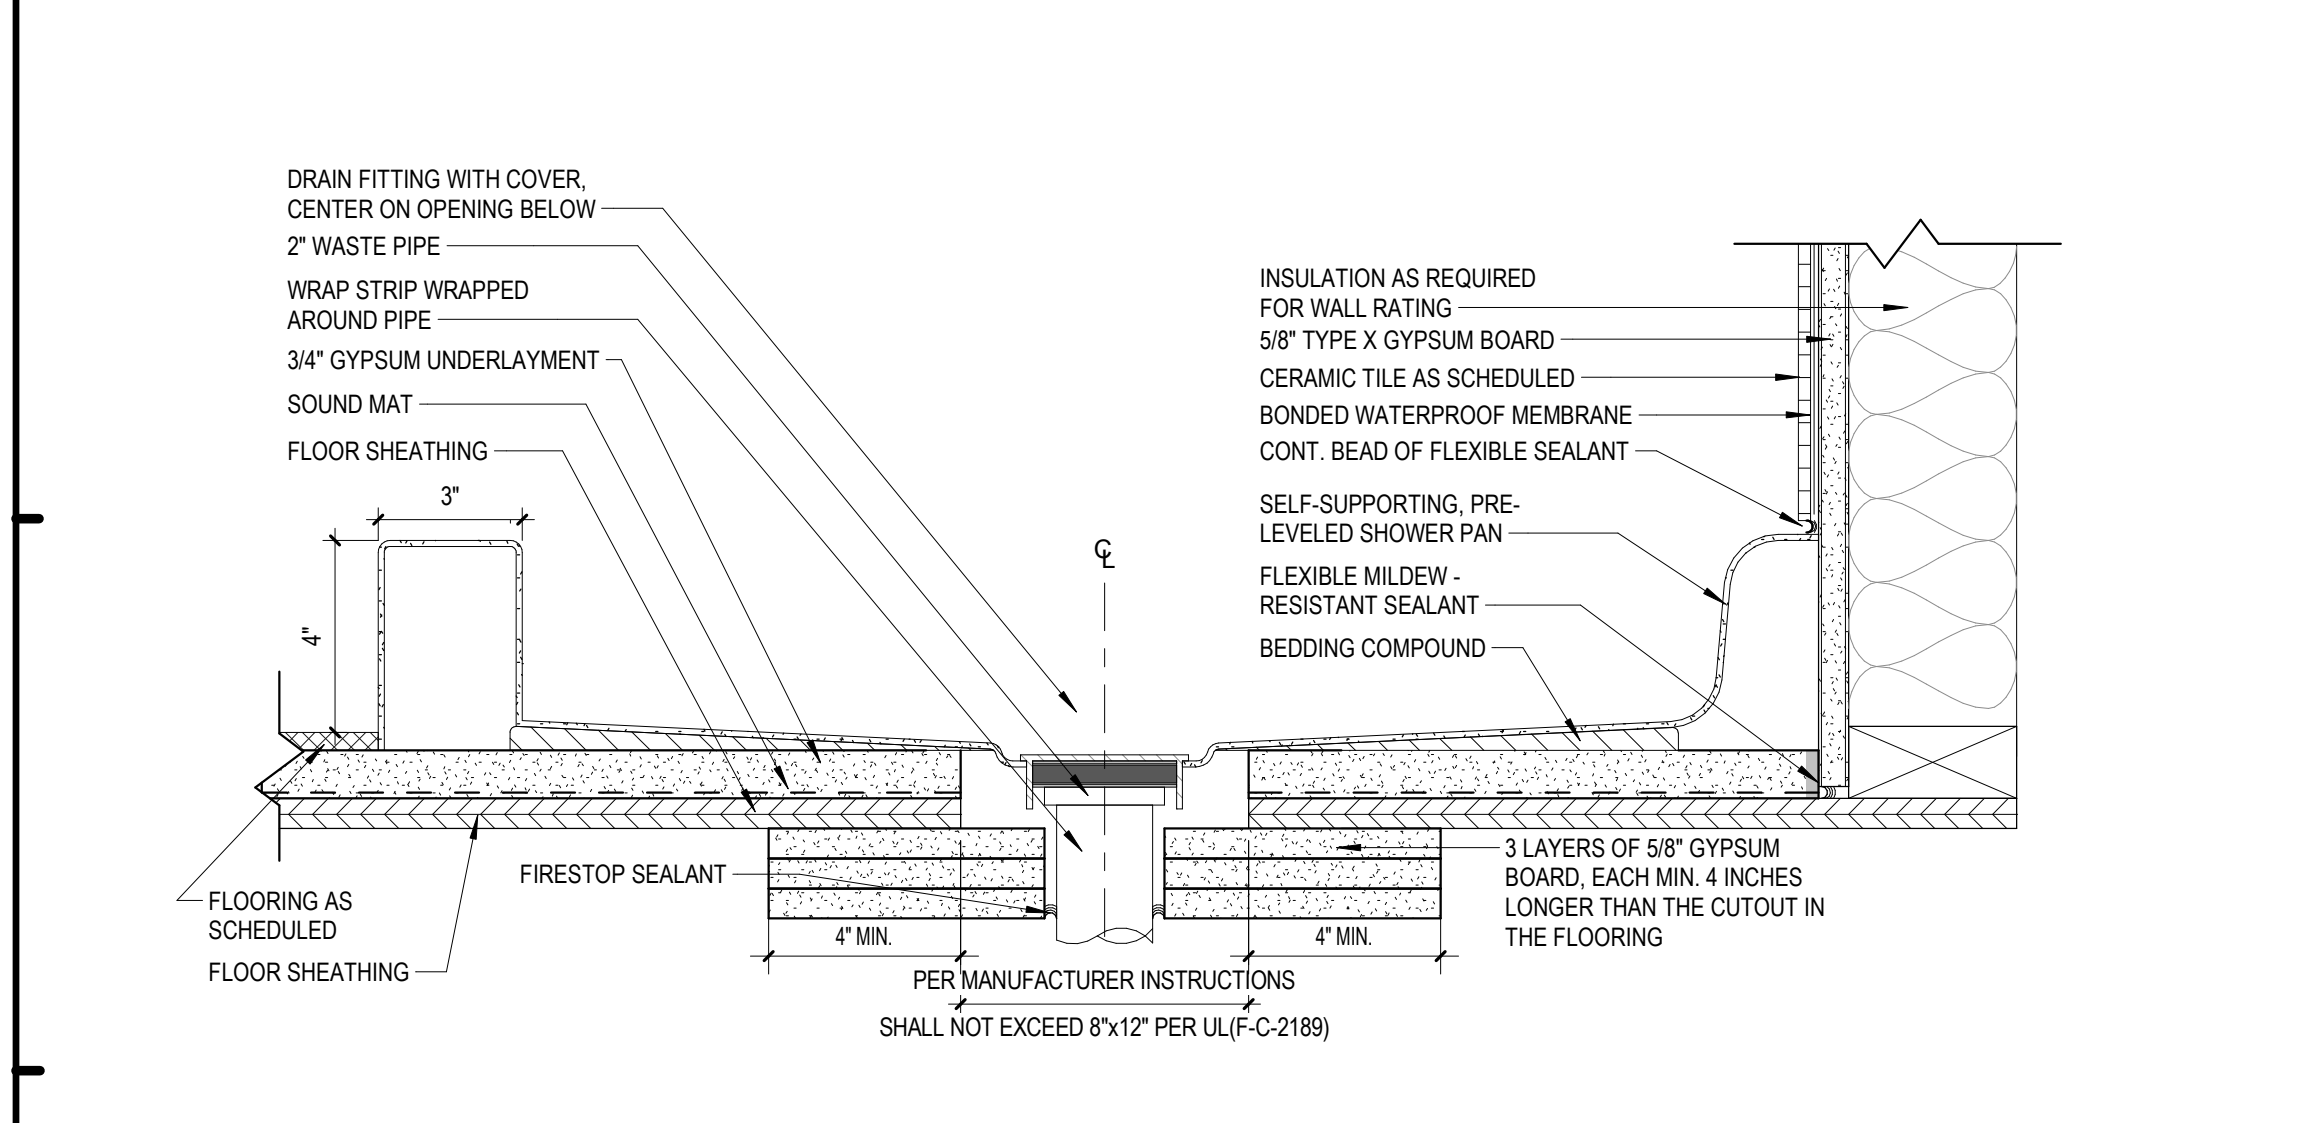 DRAIN FITTING WITH COVER,
CENTER ON OPENING BELOW
2" WASTE PIPE
WRAP STRIP WRAPPED
AROUND PIPE
3/4" GYPSUM UNDERLAYMENT
SOUND MAT
FLOOR SHEATHING
3"
4"
INSULATION AS REQUIRED
FOR WALL RATING
5/8" TYPE X GYPSUM BOARD
CERAMIC TILE AS SCHEDULED
BONDED WATERPROOF MEMBRANE
CONT. BEAD OF FLEXIBLE SEALANT
SELF-SUPPORTING, PRE-
LEVELED SHOWER PAN
FLEXIBLE MILDEW -
RESISTANT SEALANT
BEDDING COMPOUND
CL
FIRESTOP SEALANT
FLOORING AS
SCHEDULED
FLOOR SHEATHING
3 LAYERS OF 5/8" GYPSUM
BOARD, EACH MIN. 4 INCHES
LONGER THAN THE CUTOUT IN
THE FLOORING
4" MIN.
4" MIN.
PER MANUFACTURER INSTRUCTIONS
SHALL NOT EXCEED 8"x12" PER UL(F-C-2189)